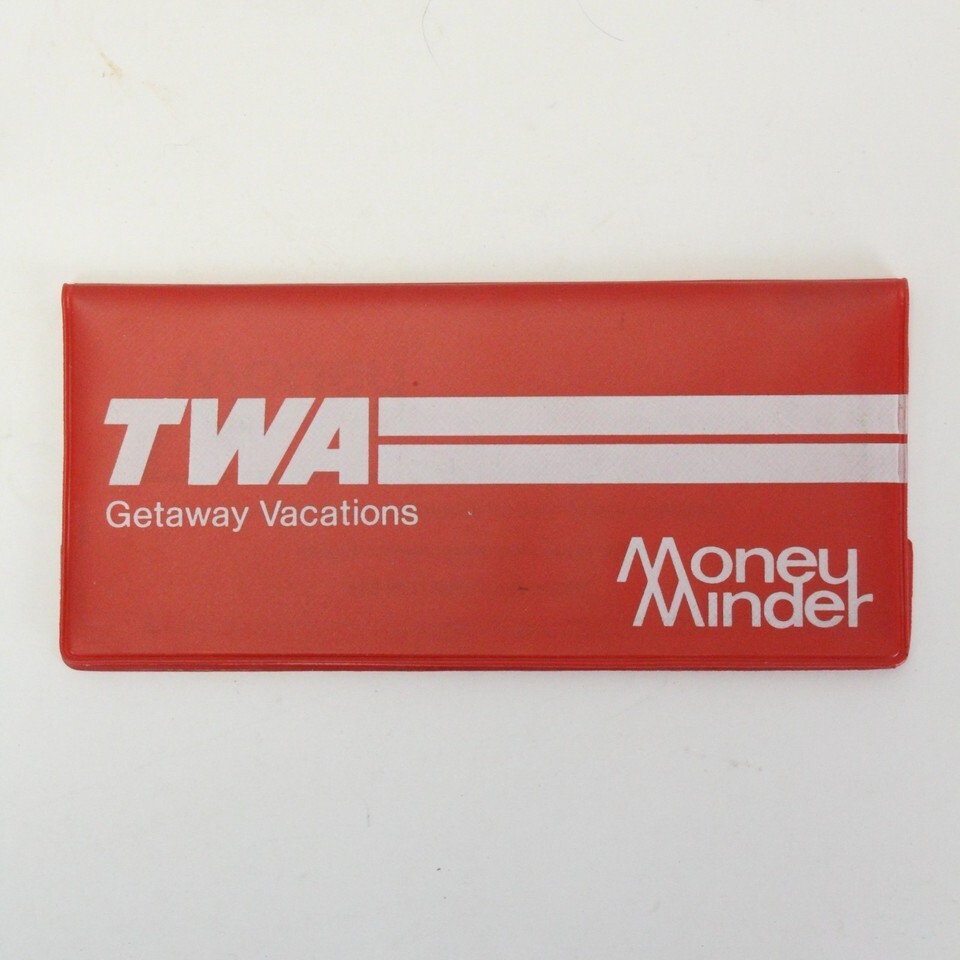 TWA
Getaway Vacations
Money
Minder